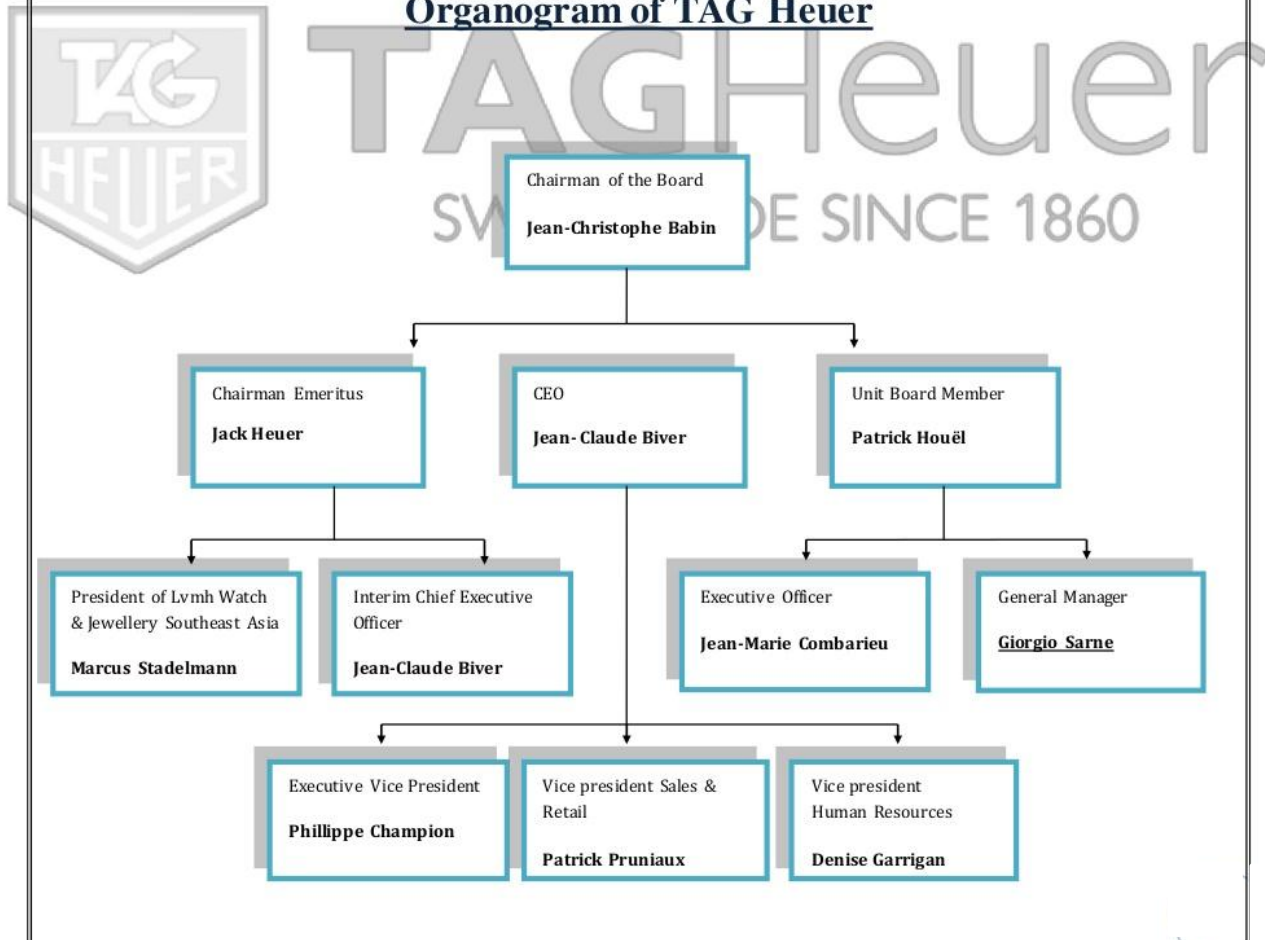 Organogram of TAG Heuer
TAG
HEUER
TAGHeuer
DE SINCE 1860
Chairman of the Board
Jean-Christophe Babin
Chairman Emeritus
Jack Heuer
CEO
Jean- Claude Biver
Unit Board Member
Patrick Houël
President of Lvmh Watch
& Jewellery Southeast Asia
Marcus Stadelmann
Interim Chief Executive
Officer
Jean-Claude Biver
Executive Officer
Jean-Marie Combarieu
General Manager
Giorgio Sarne
Executive Vice President
Phillippe Champion
Vice president Sales &
Retail
Patrick Pruniaux
Vice president
Human Resources
Denise Garrigan